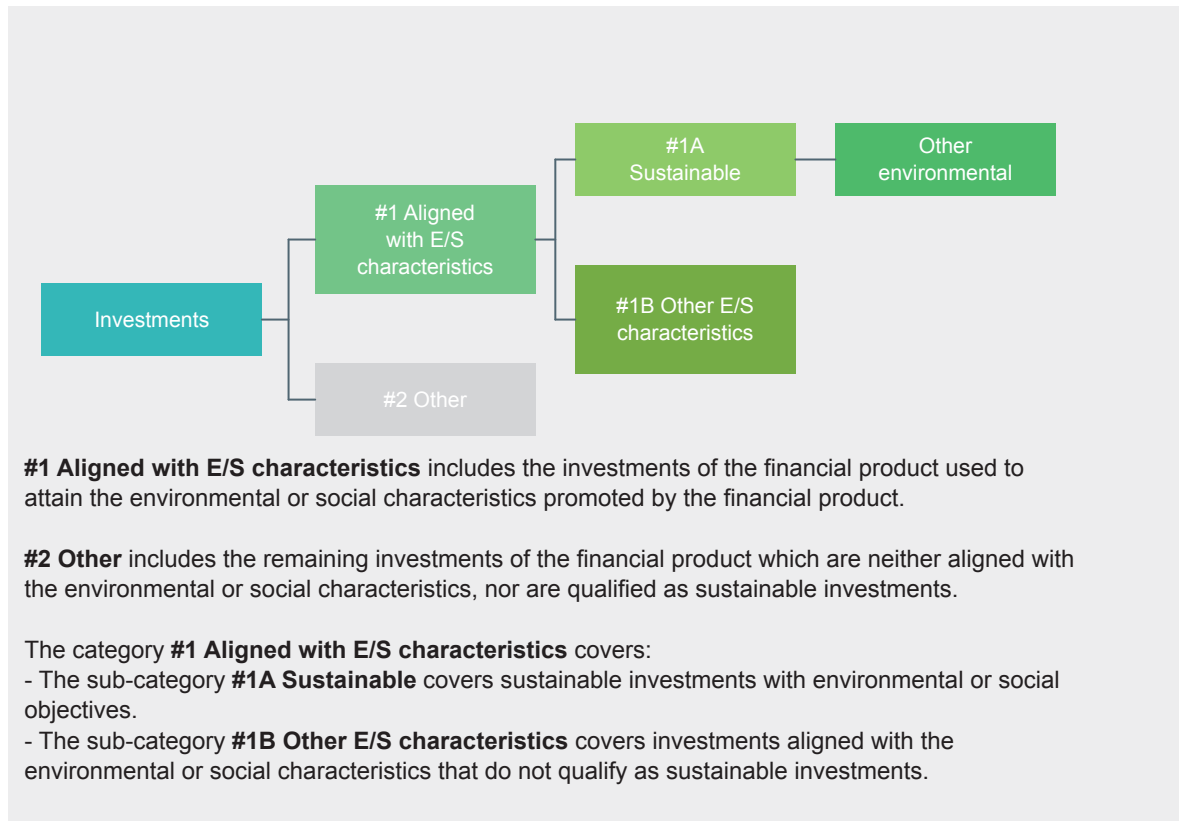 #1A
Sustainable
Other
environmental
#1 Aligned
with E/S
characteristics
Investments
#1B Other E/S
characteristics
#2 Other
#1 Aligned with E/S characteristics includes the investments of the financial product used to
attain the environmental or social characteristics promoted by the financial product.
#2 Other includes the remaining investments of the financial product which are neither aligned with
the environmental or social characteristics, nor are qualified as sustainable investments.
The category #1 Aligned with E/S characteristics covers:
- The sub-category #1A Sustainable covers sustainable investments with environmental or social
objectives.
- The sub-category #1B Other E/S characteristics covers investments aligned with the
environmental or social characteristics that do not qualify as sustainable investments.